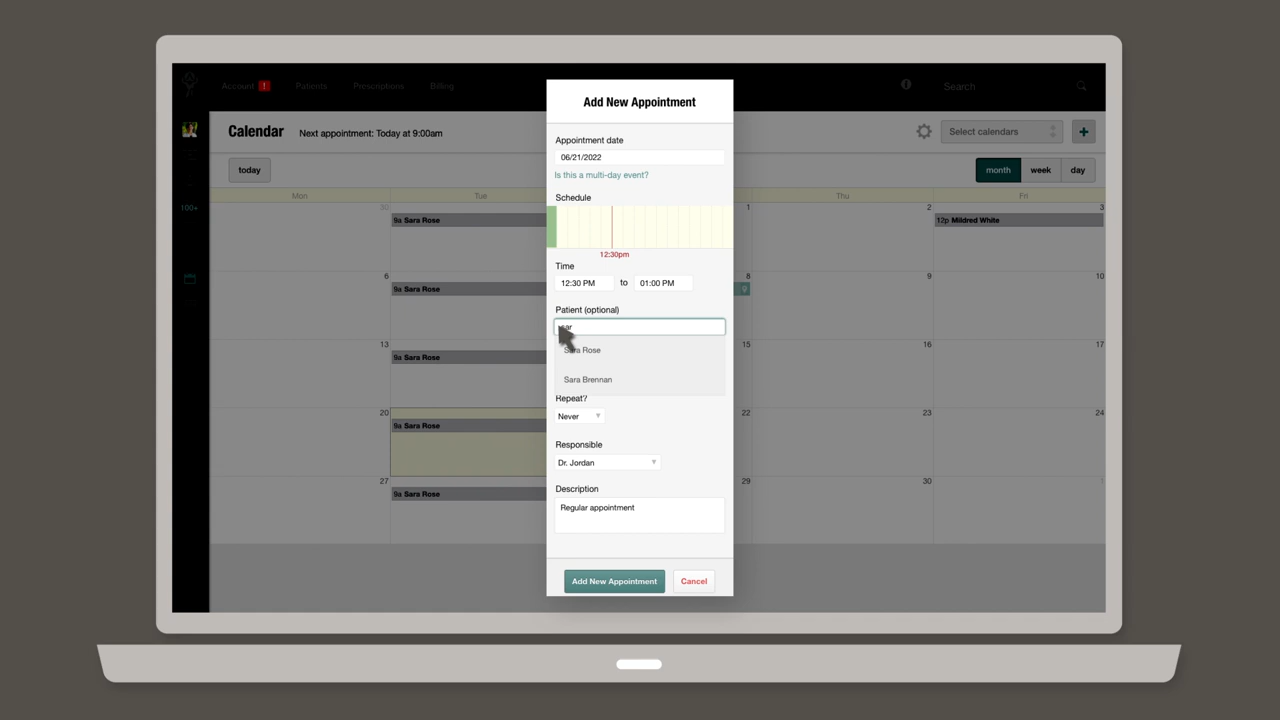 Account ! Patients Prescriptions Billing Search
Calendar Next appointment: Today at 9:00am Select calendars +
today month week day
Mon Tue Thu Fri
30 1 2 3
9a Sara Rose 12p Mildred White
100+
6 8 9 10
9a Sara Rose
13 15 16 17
9a Sara Rose
20 22 23 24
9a Sara Rose
27 29 30 1
9a Sara Rose
Add New Appointment
Appointment date
06/21/2022
Is this a multi-day event?
Schedule
12:30pm
Time
12:30 PM to 01:00 PM
Patient (optional)
sar
Sara Rose
Sara Brennan
Repeat?
Never
Responsible
Dr. Jordan
Description
Regular appointment
Add New Appointment Cancel